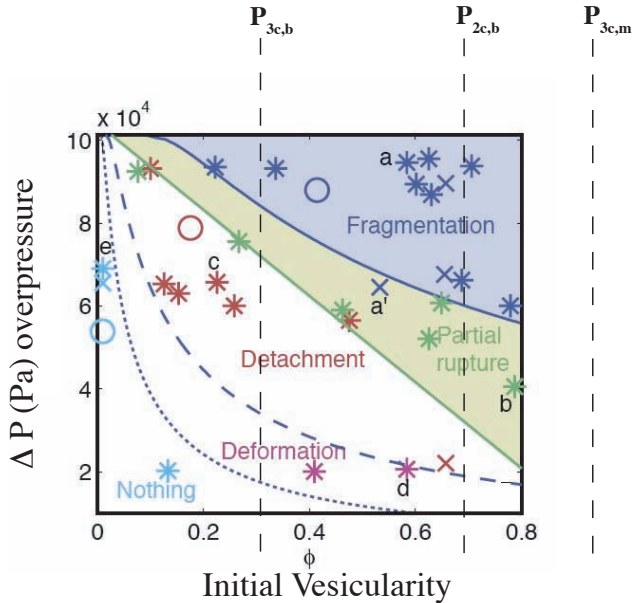 P3c,b
P2c,b
P3c,m
x 10^4
10
8
6
4
2
0
0.2
0.4
0.6
0.8
a
Fragmentation
e
c
a'
Partial
rupture
Detachment
b
Deformation
d
Nothing
Δ P (Pa) overpressure
ϕ
Initial Vesicularity